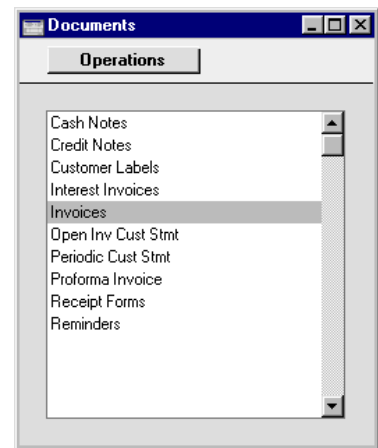 Documents
Operations
Cash Notes
Credit Notes
Customer Labels
Interest Invoices
Invoices
Open Inv Cust Stmt
Periodic Cust Stmt
Proforma Invoice
Receipt Forms
Reminders